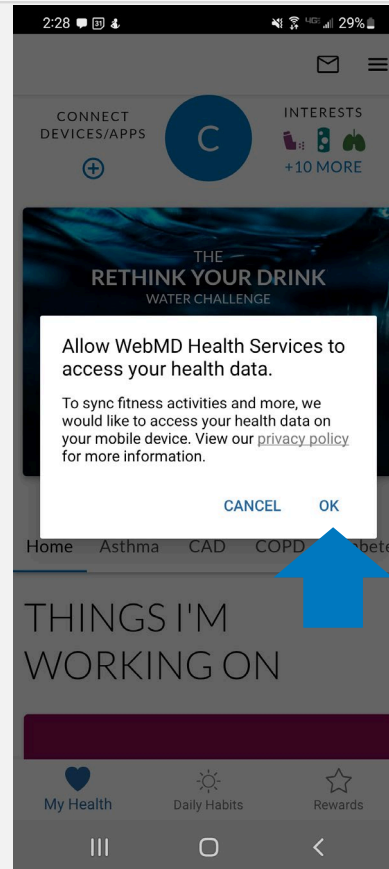 2:28 31 4G 29%
CONNECT
DEVICES/APPS
C
INTERESTS
+10 MORE
THE
RETHINK YOUR DRINK
WATER CHALLENGE
Allow WebMD Health Services to
access your health data.
To sync fitness activities and more, we
would like to access your health data on
your mobile device. View our privacy policy
for more information.
CANCEL OK
Home Asthma CAD COPD
THINGS I'M
WORKING ON
My Health Daily Habits Rewards